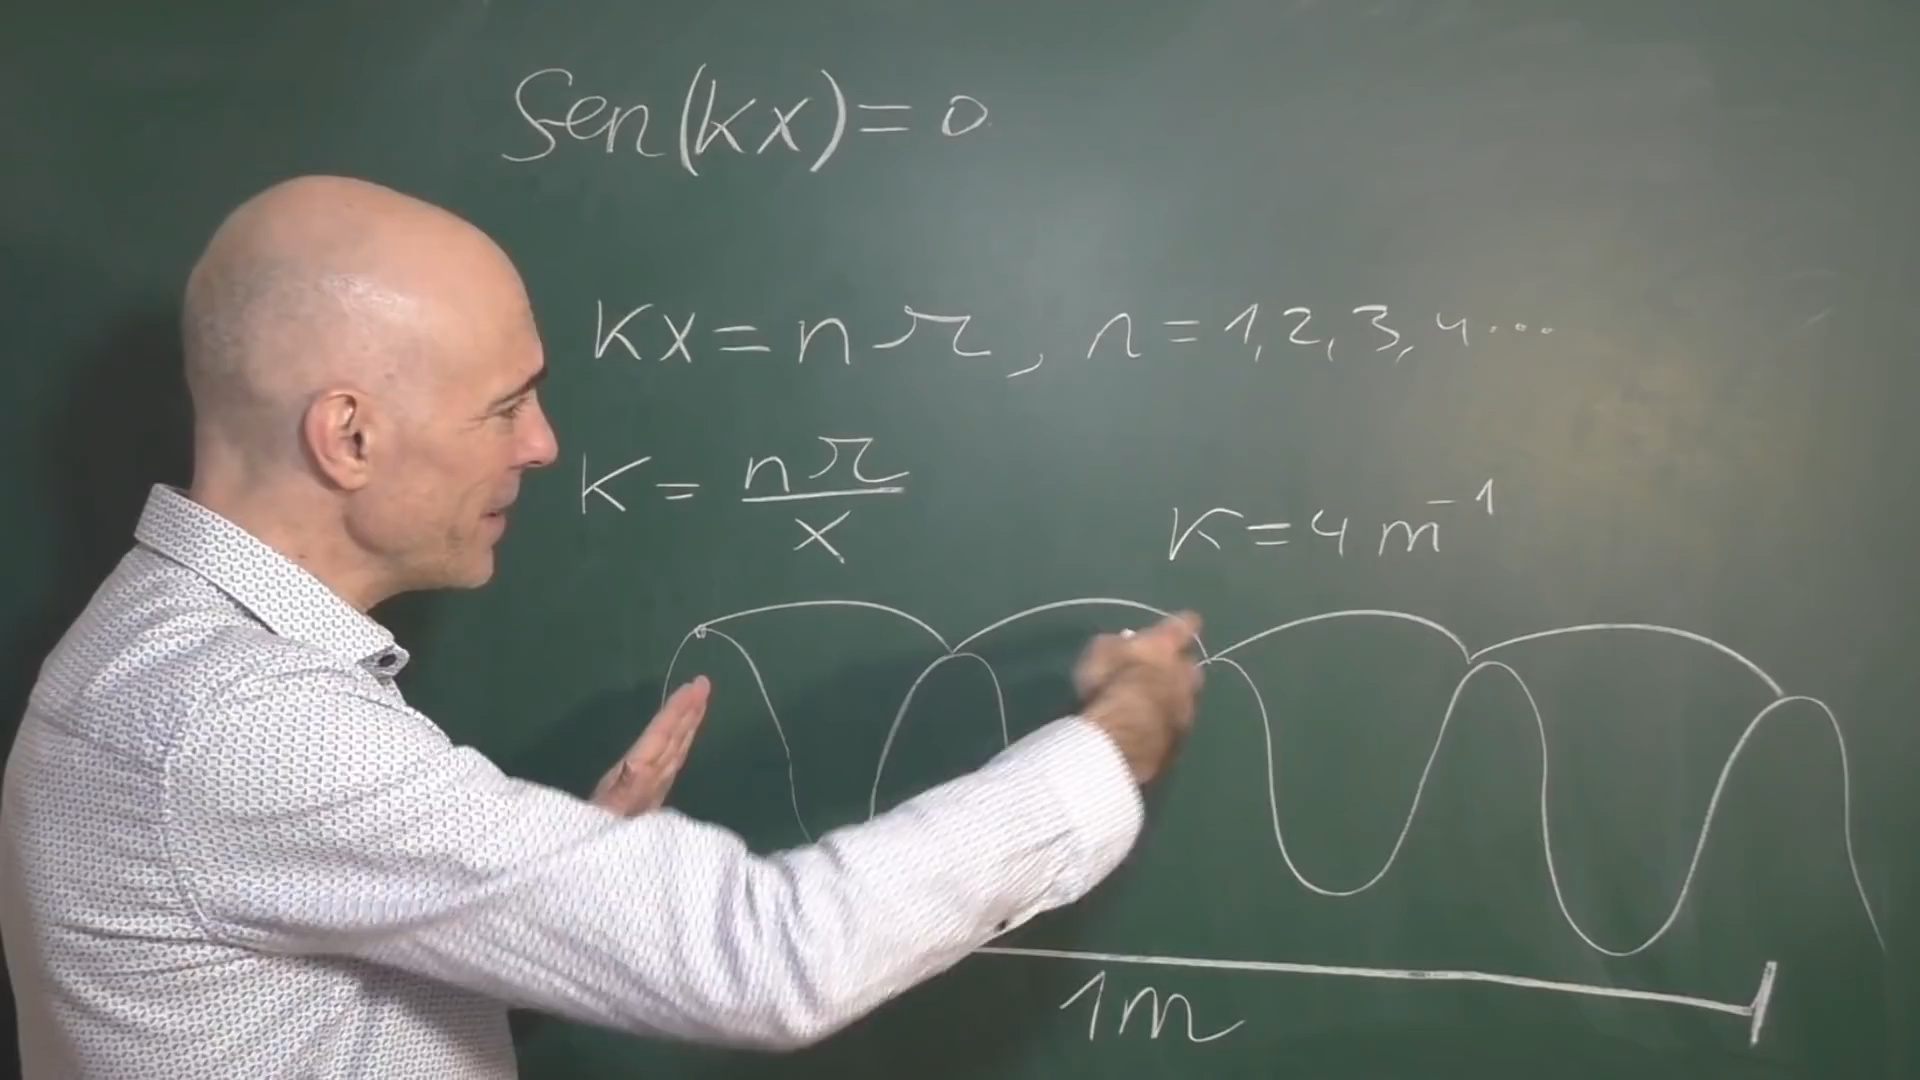 Sen(kx) = 0
Kx = nπ, n = 1, 2, 3, 4...
K = nπ/x
K = 4 m⁻¹
1m